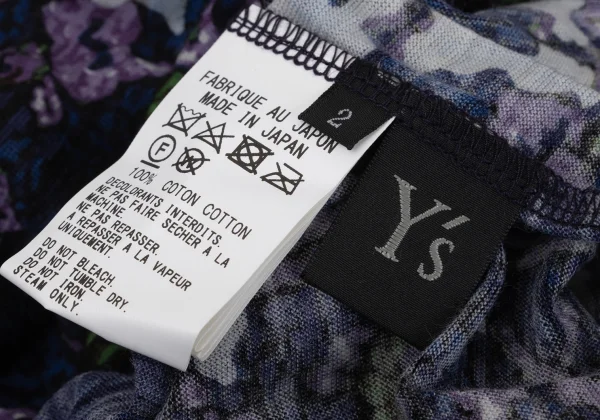 FABRIQUE AU JAPON
MADE IN JAPAN
F
100% COTON COTTON
DECOLORANTS INTERDITS.
NE PAS FAIRE SECHER A LA
MACHINE.
NE PAS REPASSER.
A REPASSER A LA VAPEUR
UNIQUEMENT.
DO NOT BLEACH.
DO NOT TUMBLE DRY.
DO NOT IRON.
STEAM ONLY.
2
Y's